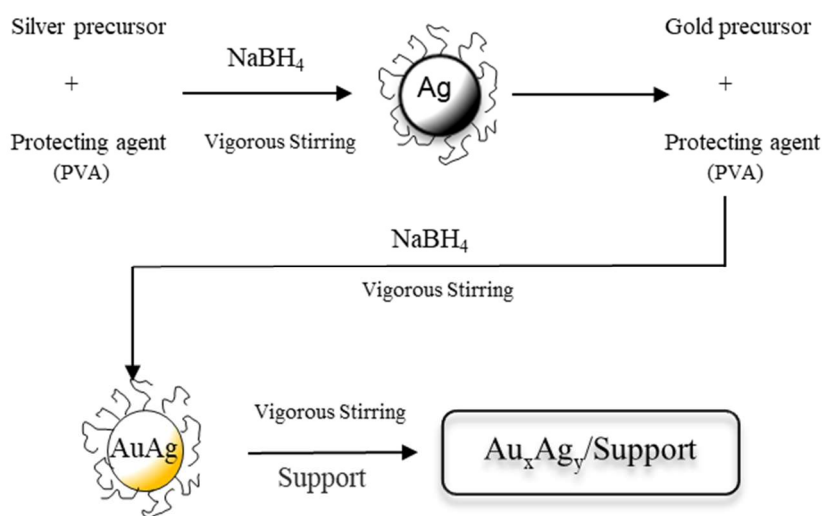 Silver precursor
+
Protecting agent
(PVA)
NaBH₄
Vigorous Stirring
Ag
Gold precursor
+
Protecting agent
(PVA)
NaBH₄
Vigorous Stirring
AuAg
Vigorous Stirring
Support
AuₓAgᵧ/Support